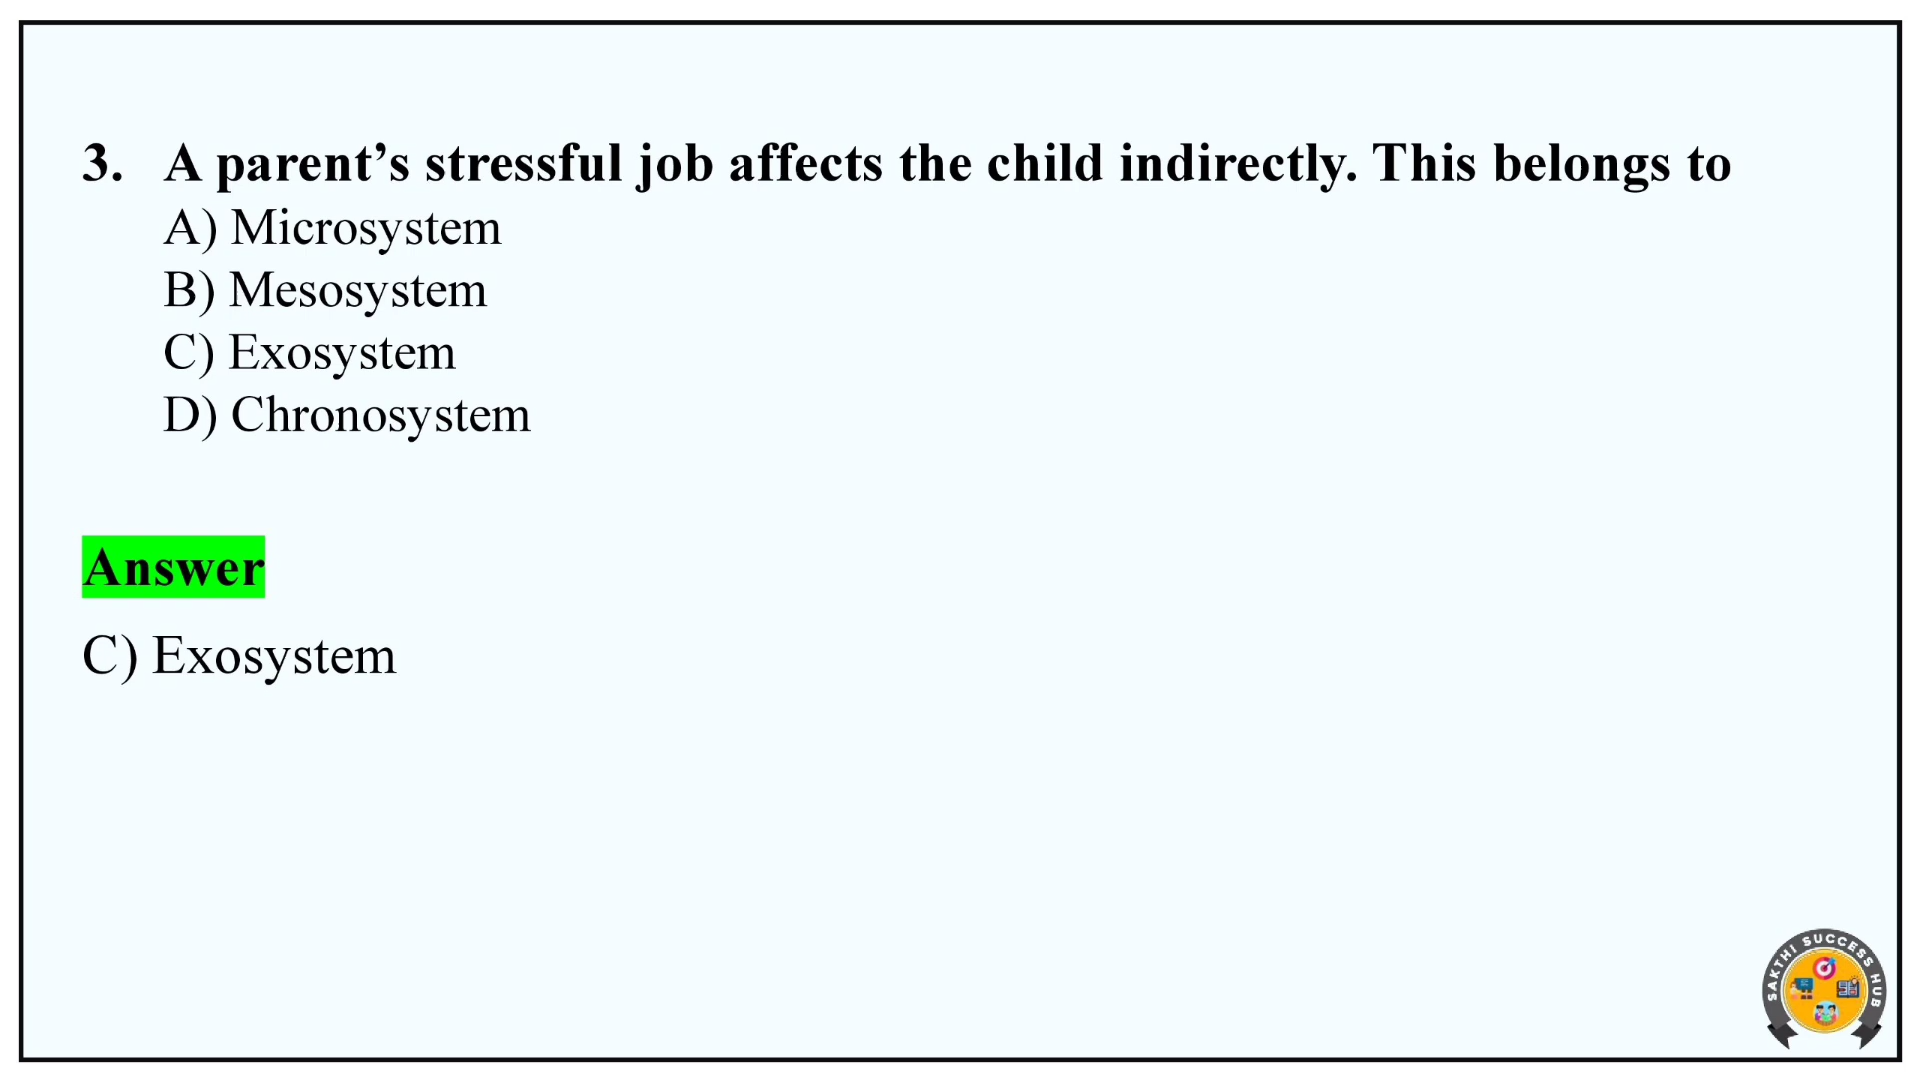 3. A parent’s stressful job affects the child indirectly. This belongs to
A) Microsystem
B) Mesosystem
C) Exosystem
D) Chronosystem
Answer
C) Exosystem
SAKTHI SUCCESS HUB